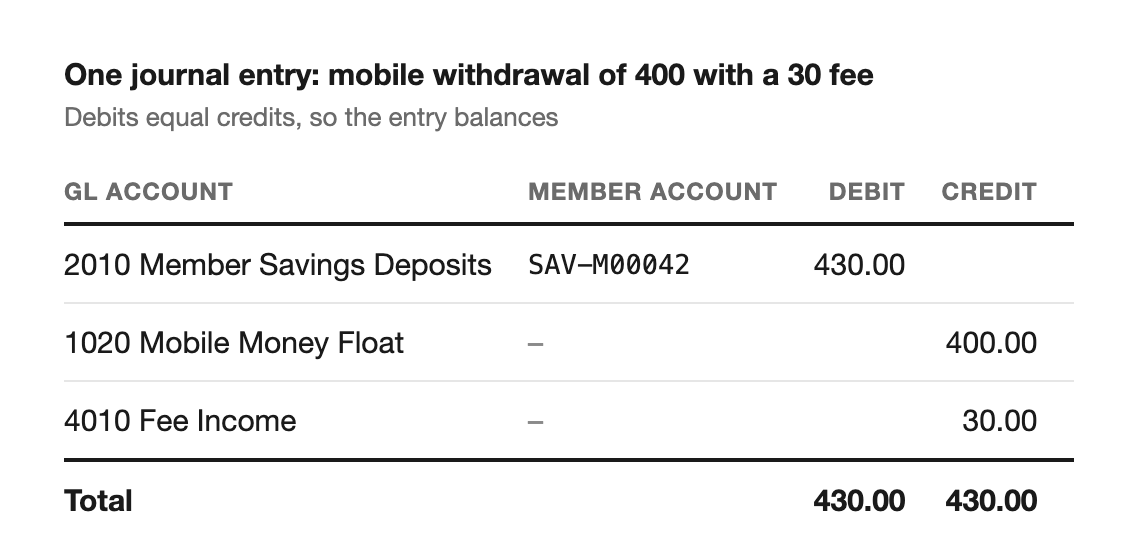 One journal entry: mobile withdrawal of 400 with a 30 fee
Debits equal credits, so the entry balances
GL ACCOUNT MEMBER ACCOUNT DEBIT CREDIT
2010 Member Savings Deposits SAV–M00042 430.00
1020 Mobile Money Float – 400.00
4010 Fee Income – 30.00
Total 430.00 430.00